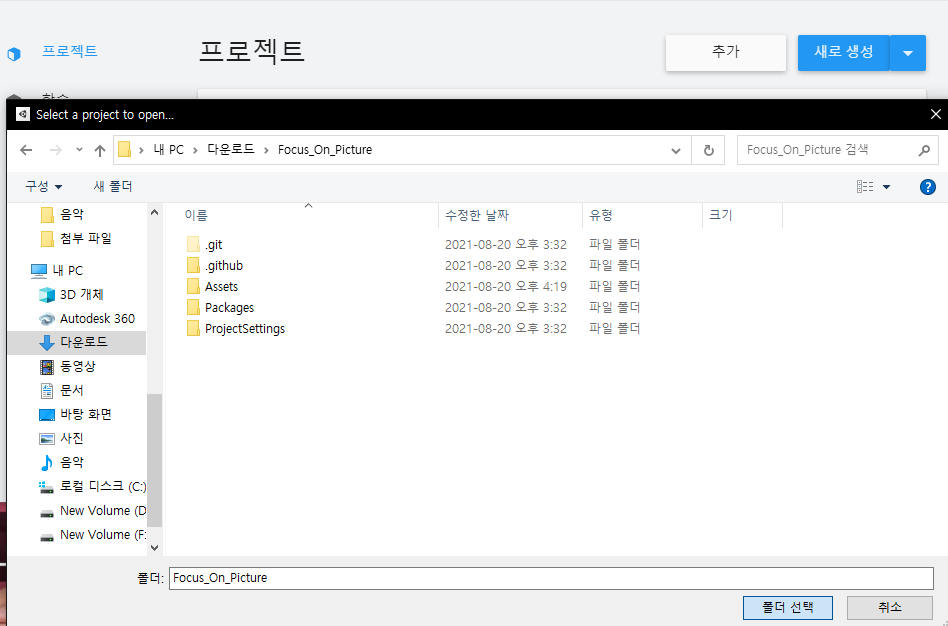 프로젝트
프로젝트
추가
새로 생성
Select a project to open...
내 PC
다운로드
Focus_On_Picture
Focus_On_Picture 검색
구성
새 폴더
이름
수정한 날짜
유형
크기
.git
2021-08-20 오후 3:32
파일 폴더
.github
2021-08-20 오후 3:32
파일 폴더
Assets
2021-08-20 오후 4:19
파일 폴더
Packages
2021-08-20 오후 3:32
파일 폴더
ProjectSettings
2021-08-20 오후 3:32
파일 폴더
음악
첨부 파일
내 PC
3D 개체
Autodesk 360
다운로드
동영상
문서
바탕 화면
사진
음악
로컬 디스크 (C:)
New Volume (D
New Volume (F:
폴더:
Focus_On_Picture
폴더 선택
취소